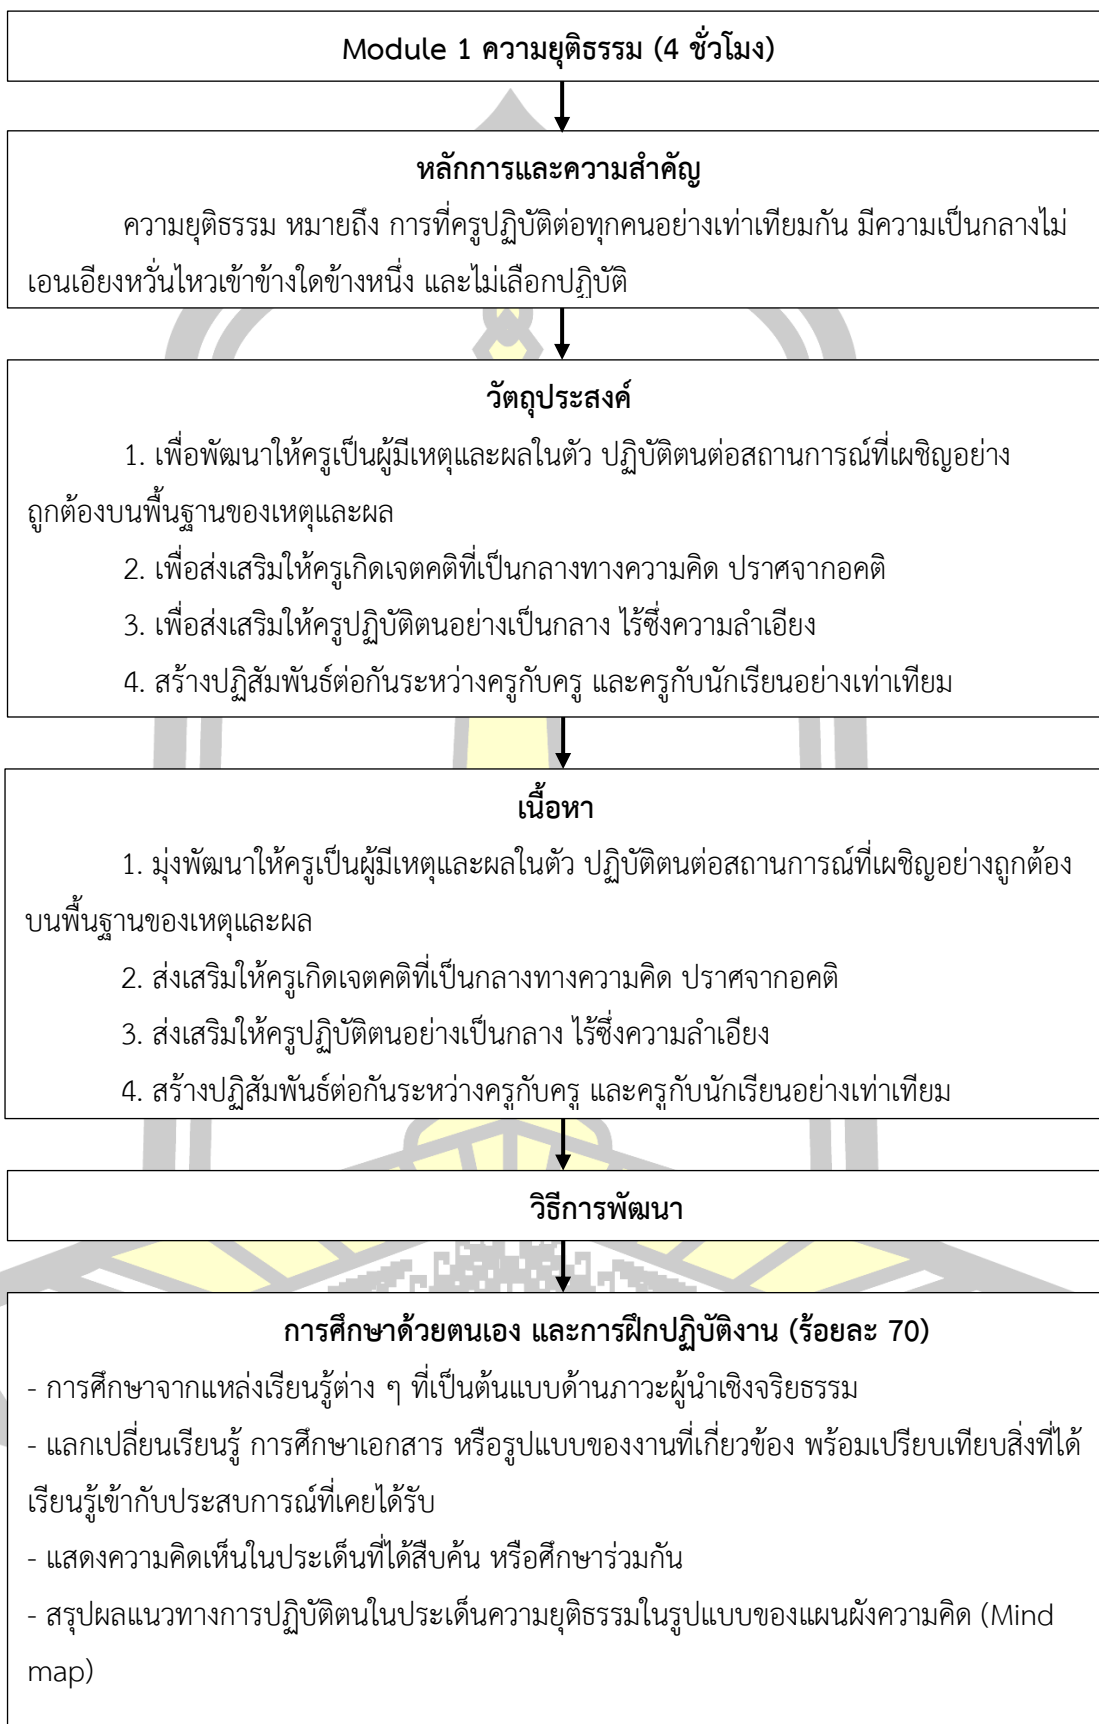 Module 1 ความยุติธรรม (4 ชั่วโมง)
หลักการและความสำคัญ
ความยุติธรรม หมายถึง การที่ครูปฏิบัติต่อทุกคนอย่างเท่าเทียมกัน มีความเป็นกลางไม่
เอนเอียงหวั่นไหวเข้าข้างใดข้างหนึ่ง และไม่เลือกปฏิบัติ
วัตถุประสงค์
1. เพื่อพัฒนาให้ครูเป็นผู้มีเหตุและผลในตัว ปฏิบัติตนต่อสถานการณ์ที่เผชิญอย่าง
ถูกต้องบนพื้นฐานของเหตุและผล
2. เพื่อส่งเสริมให้ครูเกิดเจตคติที่เป็นกลางทางความคิด ปราศจากอคติ
3. เพื่อส่งเสริมให้ครูปฏิบัติตนอย่างเป็นกลาง ไร้ซึ่งความลำเอียง
4. สร้างปฏิสัมพันธ์ต่อกันระหว่างครูกับครู และครูกับนักเรียนอย่างเท่าเทียม
เนื้อหา
1. มุ่งพัฒนาให้ครูเป็นผู้มีเหตุและผลในตัว ปฏิบัติตนต่อสถานการณ์ที่เผชิญอย่างถูกต้อง
บนพื้นฐานของเหตุและผล
2. ส่งเสริมให้ครูเกิดเจตคติที่เป็นกลางทางความคิด ปราศจากอคติ
3. ส่งเสริมให้ครูปฏิบัติตนอย่างเป็นกลาง ไร้ซึ่งความลำเอียง
4. สร้างปฏิสัมพันธ์ต่อกันระหว่างครูกับครู และครูกับนักเรียนอย่างเท่าเทียม
วิธีการพัฒนา
การศึกษาด้วยตนเอง และการฝึกปฏิบัติงาน (ร้อยละ 70)
- การศึกษาจากแหล่งเรียนรู้ต่าง ๆ ที่เป็นต้นแบบด้านภาวะผู้นำเชิงจริยธรรม
- แลกเปลี่ยนเรียนรู้ การศึกษาเอกสาร หรือรูปแบบของงานที่เกี่ยวข้อง พร้อมเปรียบเทียบสิ่งที่ได้
เรียนรู้เข้ากับประสบการณ์ที่เคยได้รับ
- แสดงความคิดเห็นในประเด็นที่ได้สืบค้น หรือศึกษาร่วมกัน
- สรุปผลแนวทางการปฏิบัติตนในประเด็นความยุติธรรมในรูปแบบของแผนผังความคิด (Mind
map)